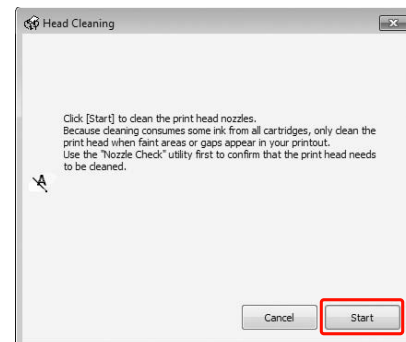 Head Cleaning
Click [Start] to clean the print head nozzles.
Because cleaning consumes some ink from all cartridges, only clean the
print head when faint areas or gaps appear in your printout.
Use the "Nozzle Check" utility first to confirm that the print head needs
to be cleaned.
A
Cancel Start